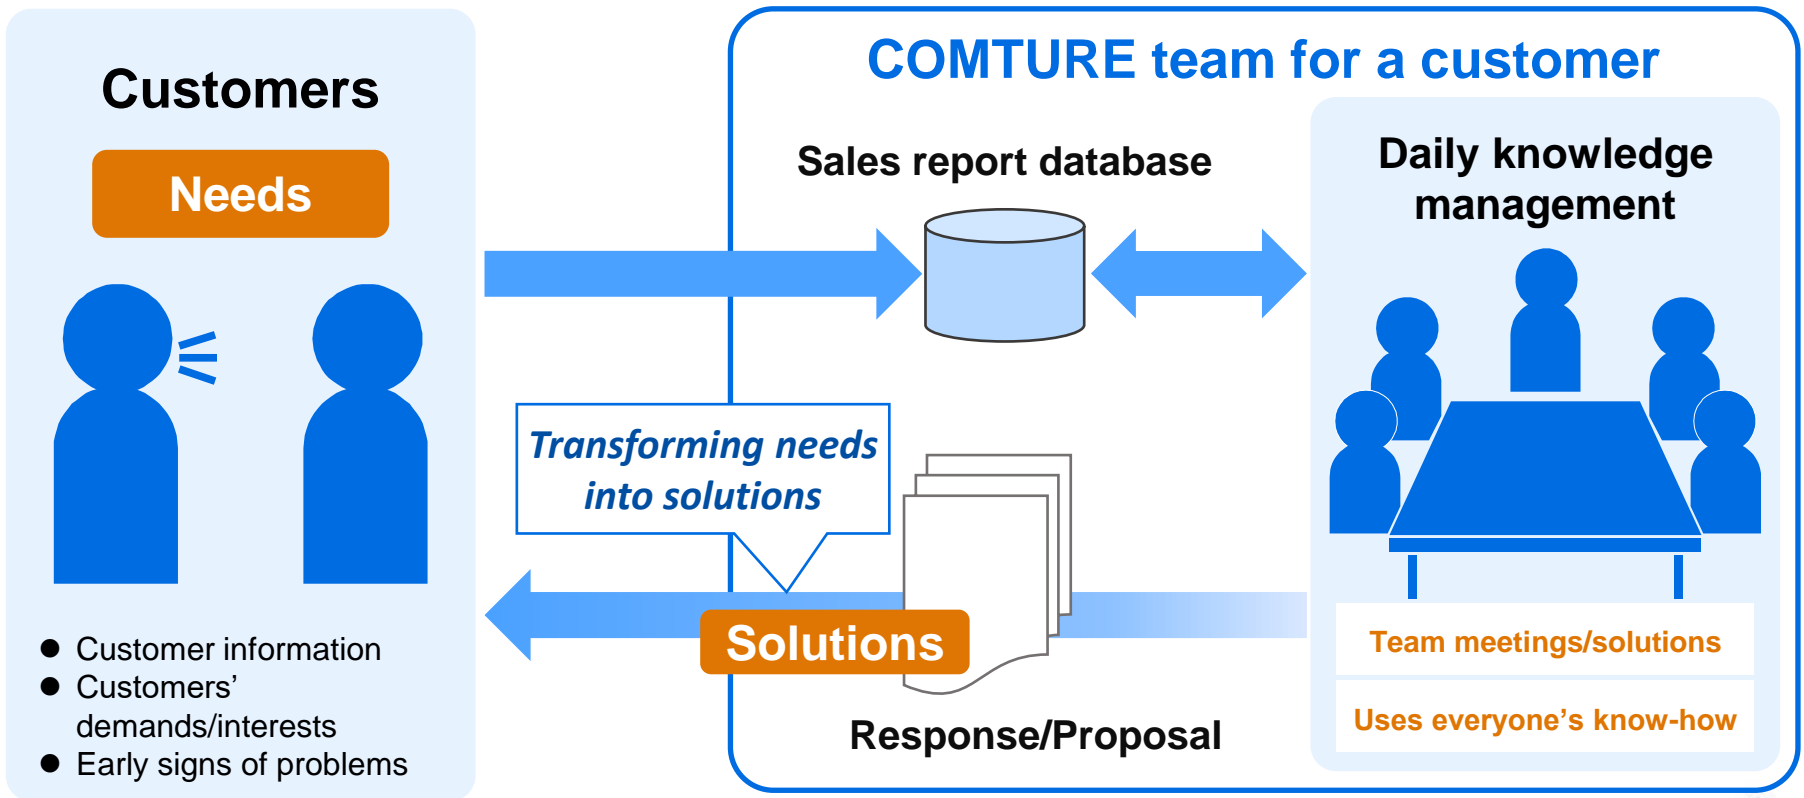 Customers
Needs
● Customer information
● Customers’
demands/interests
● Early signs of problems
COMTURE team for a customer
Sales report database
Daily knowledge
management
Transforming needs
into solutions
Solutions
Response/Proposal
Team meetings/solutions
Uses everyone’s know-how